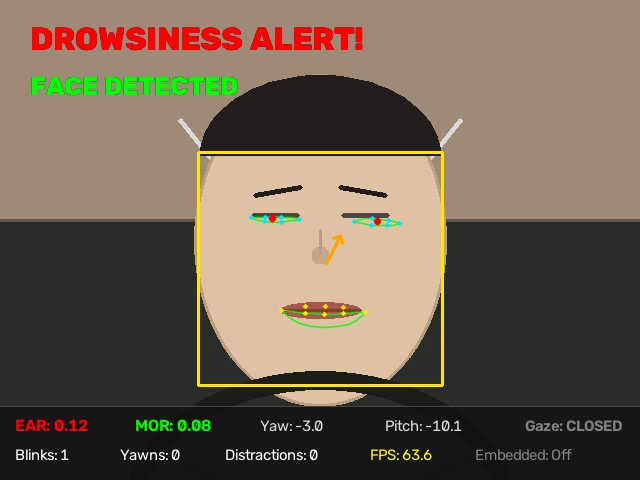 DROWSINESS ALERT!
FACE DETECTED
EAR: 0.12 MOR: 0.08 Yaw: -3.0 Pitch: -10.1 Gaze: CLOSED
Blinks: 1 Yawns: 0 Distractions: 0 FPS: 63.6 Embedded: Off